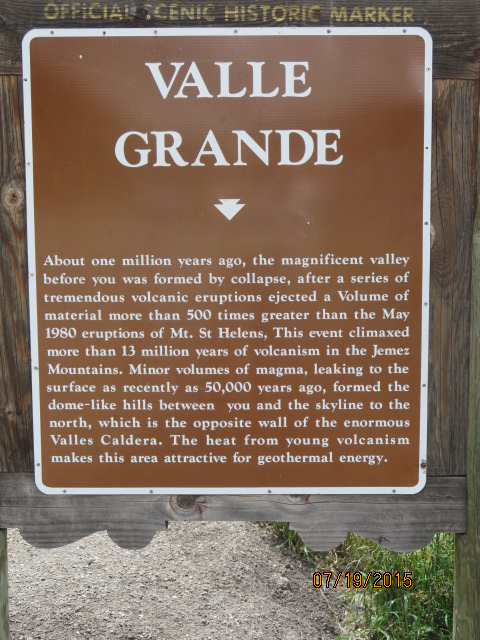 OFFICIAL SCENIC HISTORIC MARKER
VALLE
GRANDE
About one million years ago, the magnificent valley
before you was formed by collapse, after a series of
tremendous volcanic eruptions ejected a Volume of
material more than 500 times greater than the May
1980 eruptions of Mt. St Helens, This event climaxed
more than 13 million years of volcanism in the Jemez
Mountains. Minor volumes of magma, leaking to the
surface as recently as 50,000 years ago, formed the
dome-like hills between you and the skyline to the
north, which is the opposite wall of the enormous
Valles Caldera. The heat from young volcanism
makes this area attractive for geothermal energy.
07/19/2015